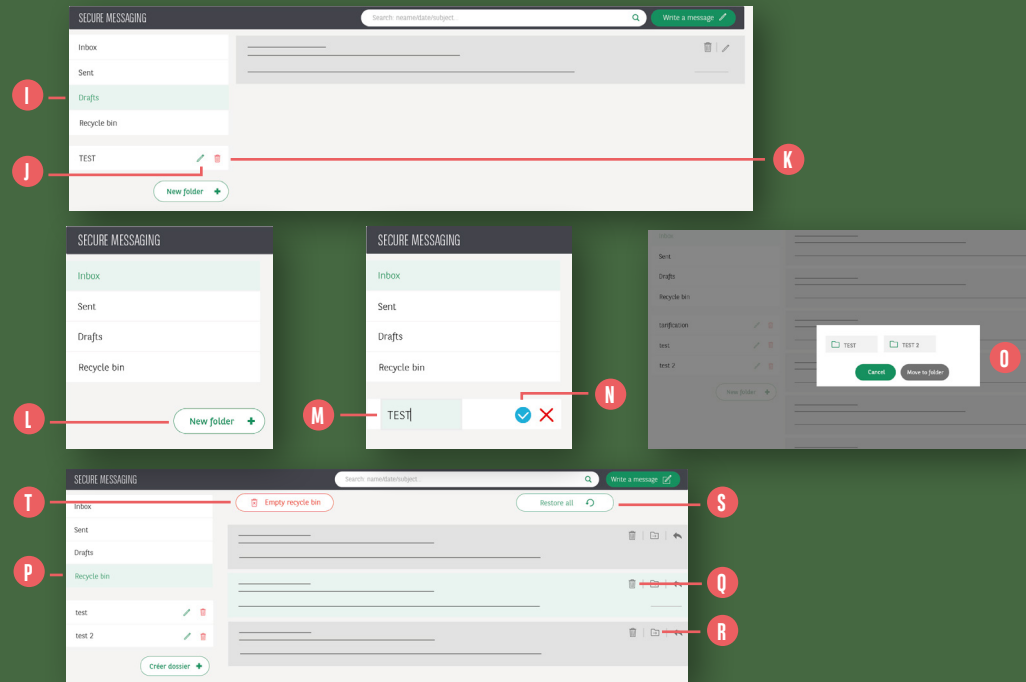 SECURE MESSAGING
Search: neame/date/subject
Write a message
Inbox
Sent
Drafts
Recycle bin
TEST
New folder +
I
J
K
SECURE MESSAGING
Inbox
Sent
Drafts
Recycle bin
New folder +
L
SECURE MESSAGING
Inbox
Sent
Drafts
Recycle bin
TEST
M
N
Inbox
Sent
Drafts
Recycle bin
tarification
test
test 2
New folder +
TEST
TEST 2
Cancel
Move to folder
O
SECURE MESSAGING
Search: name/date/subject
Write a message
Empty recycle bin
Restore all
Inbox
Sent
Drafts
Recycle bin
test
test 2
Créer dossier +
T
S
P
Q
R